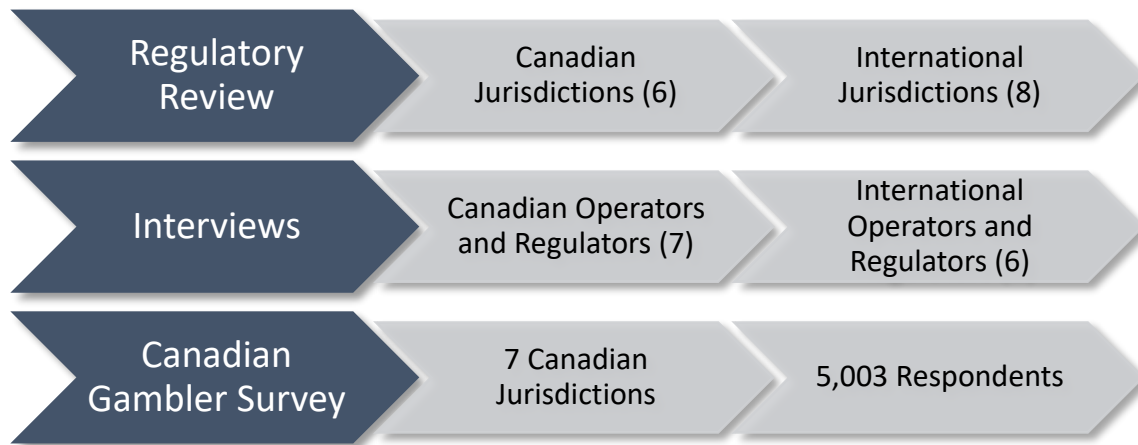 Regulatory
Review
Canadian
Jurisdictions (6)
International
Jurisdictions (8)
Interviews
Canadian Operators
and Regulators (7)
International
Operators and
Regulators (6)
Canadian
Gambler Survey
7 Canadian
Jurisdictions
5,003 Respondents